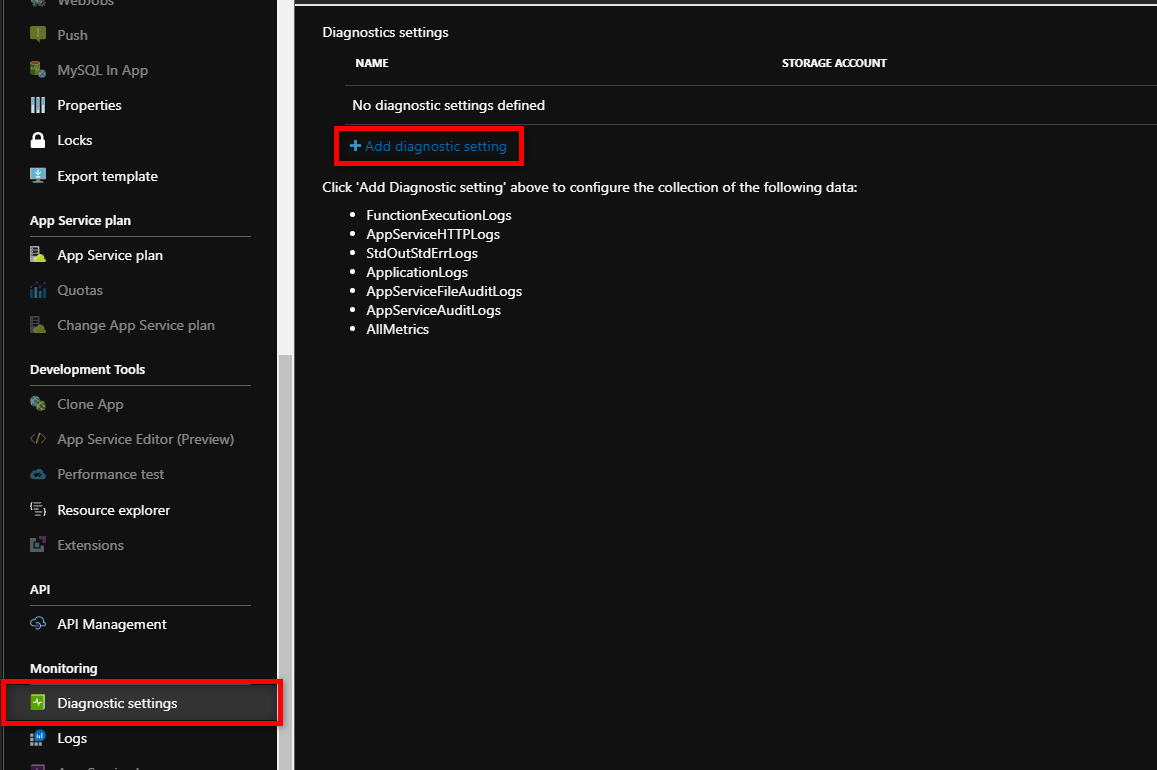 WebJobs
Push
MySQL In App
Properties
Locks
Export template
App Service plan
App Service plan
Quotas
Change App Service plan
Development Tools
Clone App
App Service Editor (Preview)
Performance test
Resource explorer
Extensions
API
API Management
Monitoring
Diagnostic settings
Logs
Diagnostics settings
NAME STORAGE ACCOUNT
No diagnostic settings defined
+ Add diagnostic setting
Click 'Add Diagnostic setting' above to configure the collection of the following data:
• FunctionExecutionLogs
• AppServiceHTTPLogs
• StdOutStdErrLogs
• ApplicationLogs
• AppServiceFileAuditLogs
• AppServiceAuditLogs
• AllMetrics